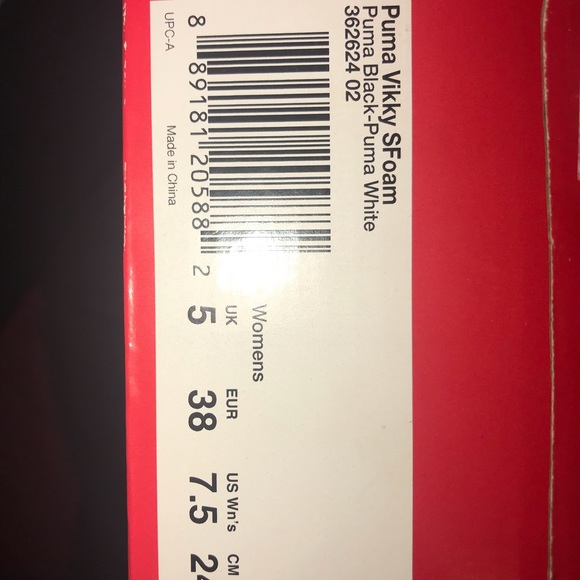 Puma Vikky SFoam
Puma Black-Puma White
362624 02
8 89181 20588 2
UPC-A Made in China
Womens
UK EUR US Wn's CM
5 38 7.5